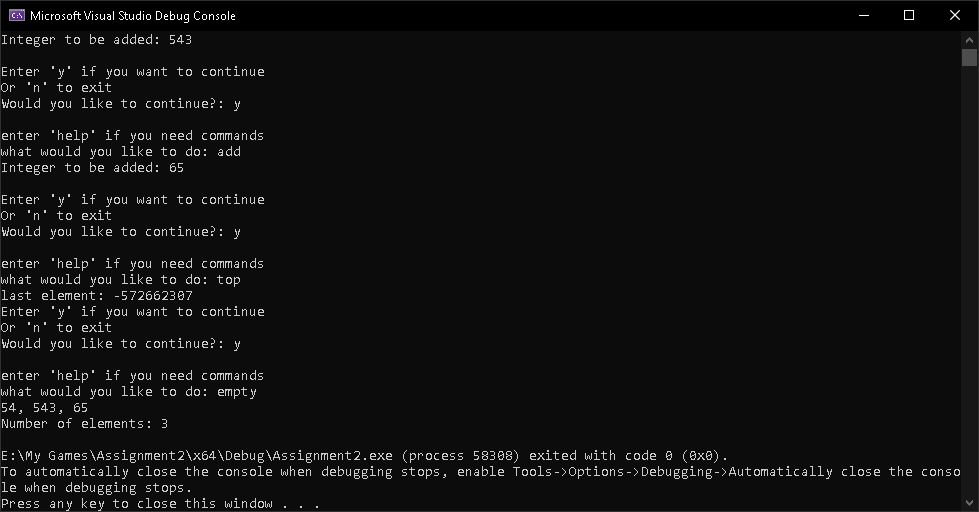 Microsoft Visual Studio Debug Console
Integer to be added: 543
Enter 'y' if you want to continue
Or 'n' to exit
Would you like to continue?: y
enter 'help' if you need commands
what would you like to do: add
Integer to be added: 65
Enter 'y' if you want to continue
Or 'n' to exit
Would you like to continue?: y
enter 'help' if you need commands
what would you like to do: top
last element: -572662307
Enter 'y' if you want to continue
Or 'n' to exit
Would you like to continue?: y
enter 'help' if you need commands
what would you like to do: empty
54, 543, 65
Number of elements: 3
E:\My Games\Assignment2\x64\Debug\Assignment2.exe (process 58308) exited with code 0 (0x0).
To automatically close the console when debugging stops, enable Tools->Options->Debugging->Automatically close the conso
le when debugging stops.
Press any key to close this window . . .